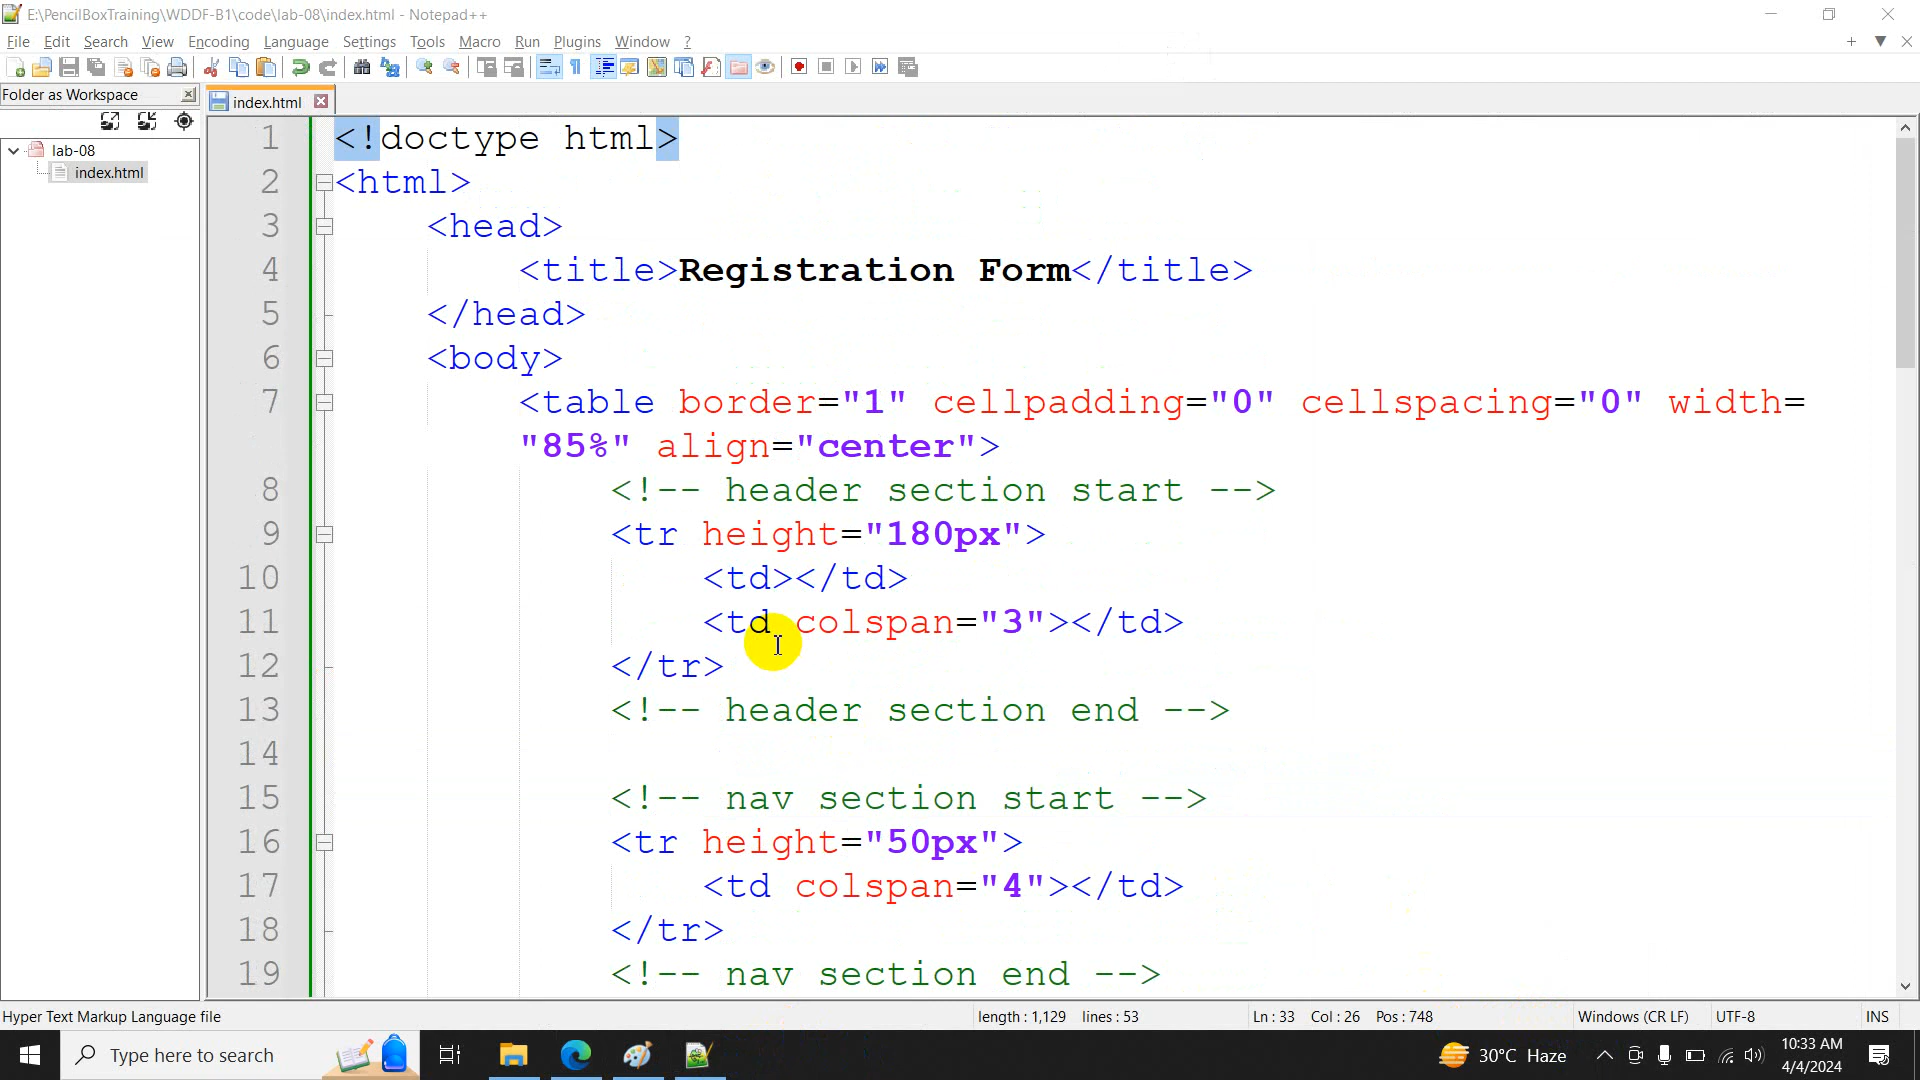 E:\PencilBoxTraining\WDDF-B1\code\lab-08\index.html - Notepad++
File Edit Search View Encoding Language Settings Tools Macro Run Plugins Window ?
Folder as Workspace
index.html
lab-08
index.html
1 <!doctype html>
2 <html>
3 <head>
4 <title>Registration Form</title>
5 </head>
6 <body>
7 <table border="1" cellpadding="0" cellspacing="0" width=
"85%" align="center">
8 <!-- header section start -->
9 <tr height="180px">
10 <td></td>
11 <td colspan="3"></td>
12 </tr>
13 <!-- header section end -->
14
15 <!-- nav section start -->
16 <tr height="50px">
17 <td colspan="4"></td>
18 </tr>
19 <!-- nav section end -->
Hyper Text Markup Language file length : 1,129 lines : 53 Ln : 33 Col : 26 Pos : 748 Windows (CR LF) UTF-8 INS
Type here to search 30°C Haze 10:33 AM
4/4/2024